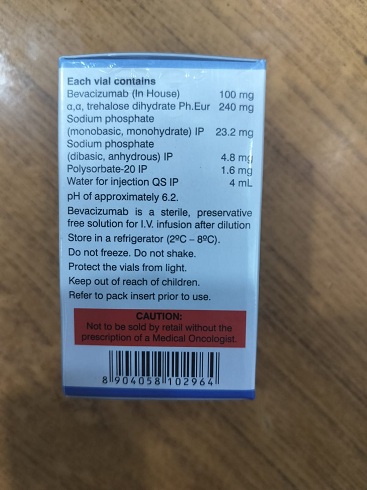 Each vial contains
Bevacizumab (In House) 100 mg
α,α, trehalose dihydrate Ph.Eur 240 mg
Sodium phosphate
(monobasic, monohydrate) IP 23.2 mg
Sodium phosphate
(dibasic, anhydrous) IP 4.8 mg
Polysorbate-20 IP 1.6 mg
Water for injection QS IP 4 mL
pH of approximately 6.2.
Bevacizumab is a sterile, preservative
free solution for I.V. infusion after dilution
Store in a refrigerator (2ºC – 8ºC).
Do not freeze. Do not shake.
Protect the vials from light.
Keep out of reach of children.
Refer to pack insert prior to use.
CAUTION:
Not to be sold by retail without the
prescription of a Medical Oncologist.
8 904058 102964